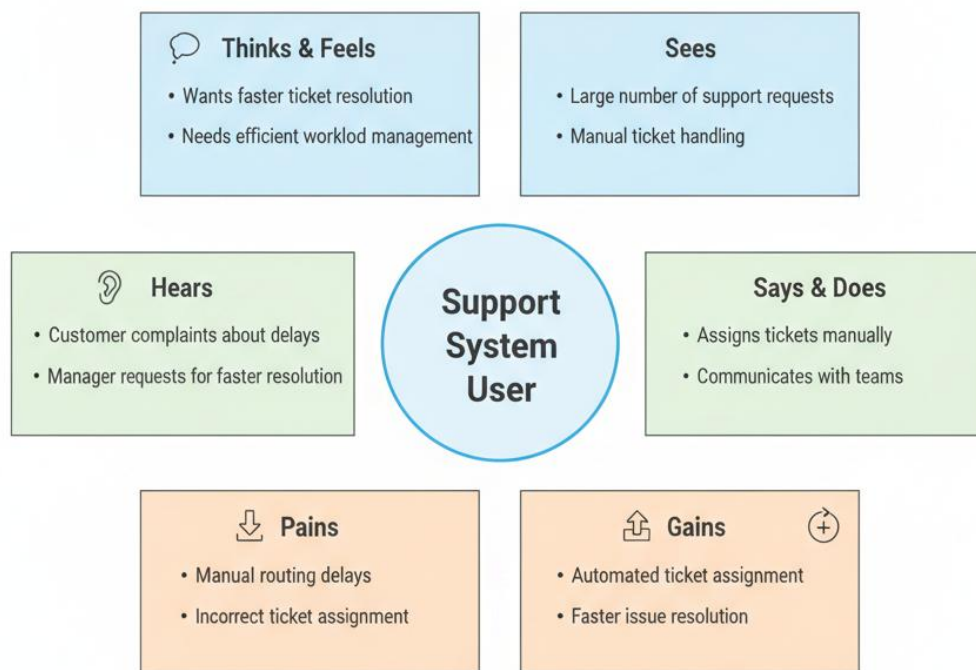 Thinks & Feels
• Wants faster ticket resolution
• Needs efficient worklod management
Sees
• Large number of support requests
• Manual ticket handling
Hears
• Customer complaints about delays
• Manager requests for faster resolution
Support
System
User
Says & Does
• Assigns tickets manually
• Communicates with teams
Pains
• Manual routing delays
• Incorrect ticket assignment
Gains
• Automated ticket assignment
• Faster issue resolution